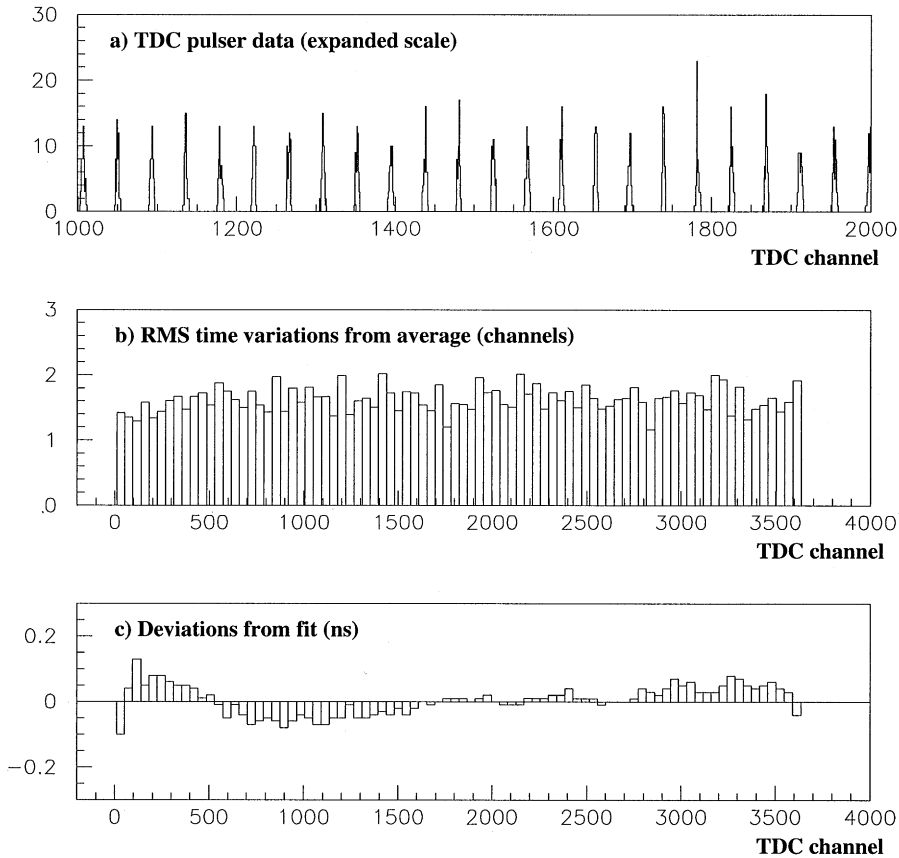 30
a) TDC pulser data (expanded scale)
20
10
0
1000 1200 1400 1600 1800 2000
TDC channel
3
b) RMS time variations from average (channels)
2
1
.0
0 500 1000 1500 2000 2500 3000 3500 4000
TDC channel
c) Deviations from fit (ns)
0.2
0
−0.2
0 500 1000 1500 2000 2500 3000 3500 4000
TDC channel